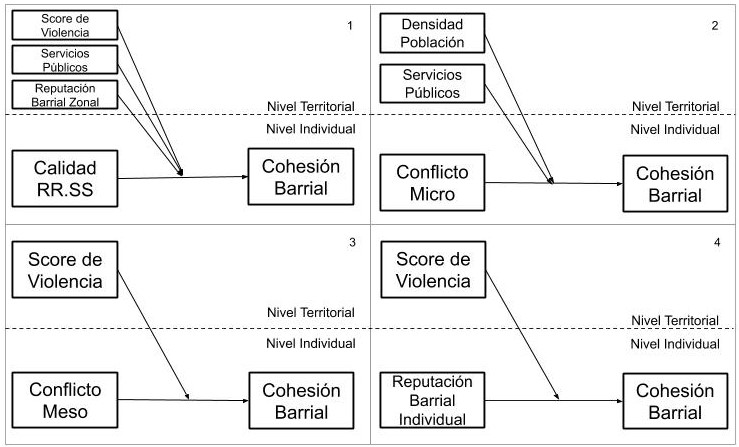 Score de
Violencia
1
Servicios
Públicos
Reputación
Barrial Zonal
Nivel Territorial
Nivel Individual
Calidad
RR.SS
Cohesión
Barrial
Densidad
Población
2
Servicios
Públicos
Nivel Territorial
Nivel Individual
Conflicto
Micro
Cohesión
Barrial
3
Score de
Violencia
Nivel Territorial
Nivel Individual
Conflicto
Meso
Cohesión
Barrial
4
Score de
Violencia
Nivel Territorial
Nivel Individual
Reputación
Barrial
Individual
Cohesión
Barrial